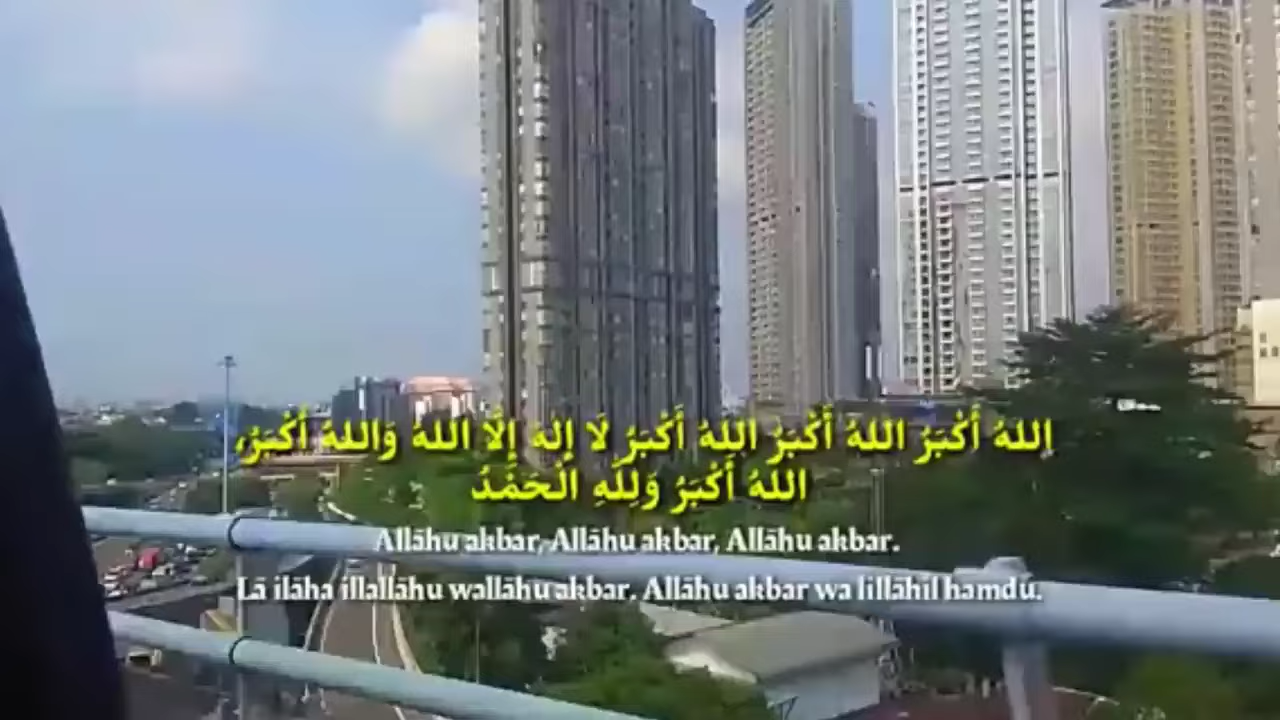 اللهُ أَكْبَرُ اللهُ أَكْبَرُ اللهُ أَكْبَرُ لَا إِلٰهَ إِلَّا اللهُ وَاللهُ أَكْبَرُ،
اللهُ أَكْبَرُ وَلِلّٰهِ الْحَمْدُ
Allāhu akbar, Allāhu akbar, Allāhu akbar.
Lā ilāha illallāhu wallāhu akbar. Allāhu akbar wa lillāhil hamdu.